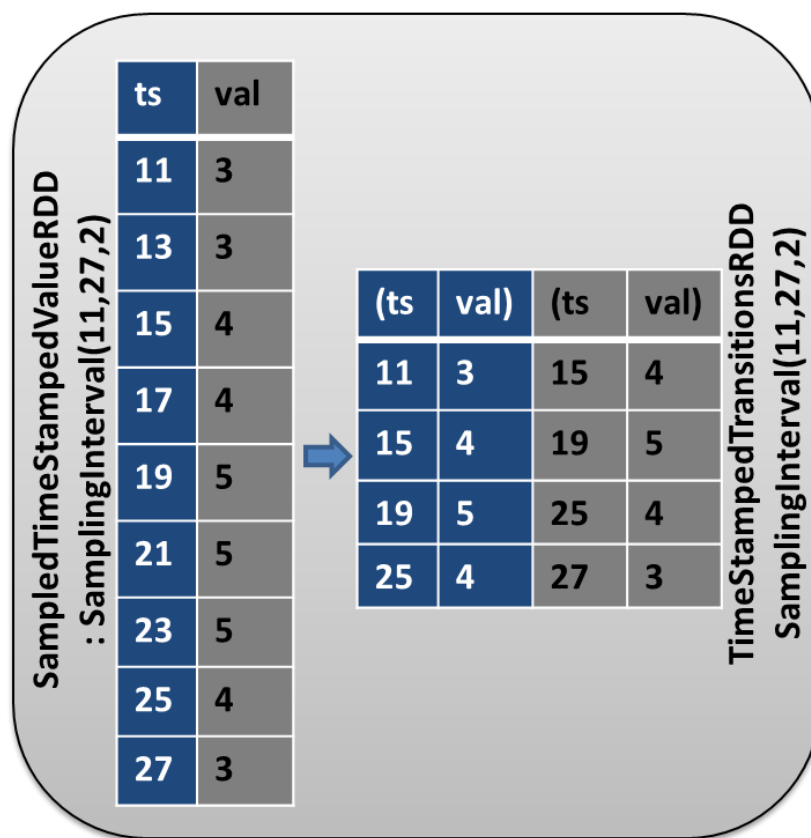 SampledTimeStampedValueRDD
: SamplingInterval(11,27,2)
ts val
11 3
13 3
15 4
17 4
19 5
21 5
23 5
25 4
27 3
(ts val) (ts val)
11 3 15 4
15 4 19 5
19 5 25 4
25 4 27 3
TimeStampedTransitionsRDD
SamplingInterval(11,27,2)